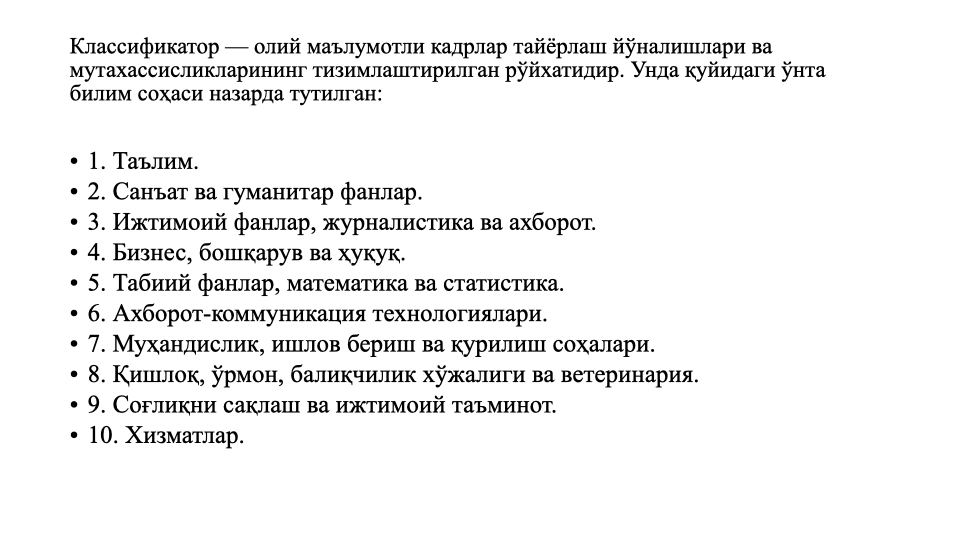 Классификатор — олий маълумотли кадрлар тайёрлаш йўналишлари ва
мутахассисликларининг тизимлаштирилган рўйхатидир. Унда қуйидаги ўнта
билим соҳаси назарда тутилган:
• 1. Таълим.
• 2. Санъат ва гуманитар фанлар.
• 3. Ижтимоий фанлар, журналистика ва ахборот.
• 4. Бизнес, бошқарув ва ҳуқуқ.
• 5. Табиий фанлар, математика ва статистика.
• 6. Ахборот-коммуникация технологиялари.
• 7. Муҳандислик, ишлов бериш ва қурилиш соҳалари.
• 8. Қишлоқ, ўрмон, балиқчилик хўжалиги ва ветеринария.
• 9. Соғлиқни сақлаш ва ижтимоий таъминот.
• 10. Хизматлар.